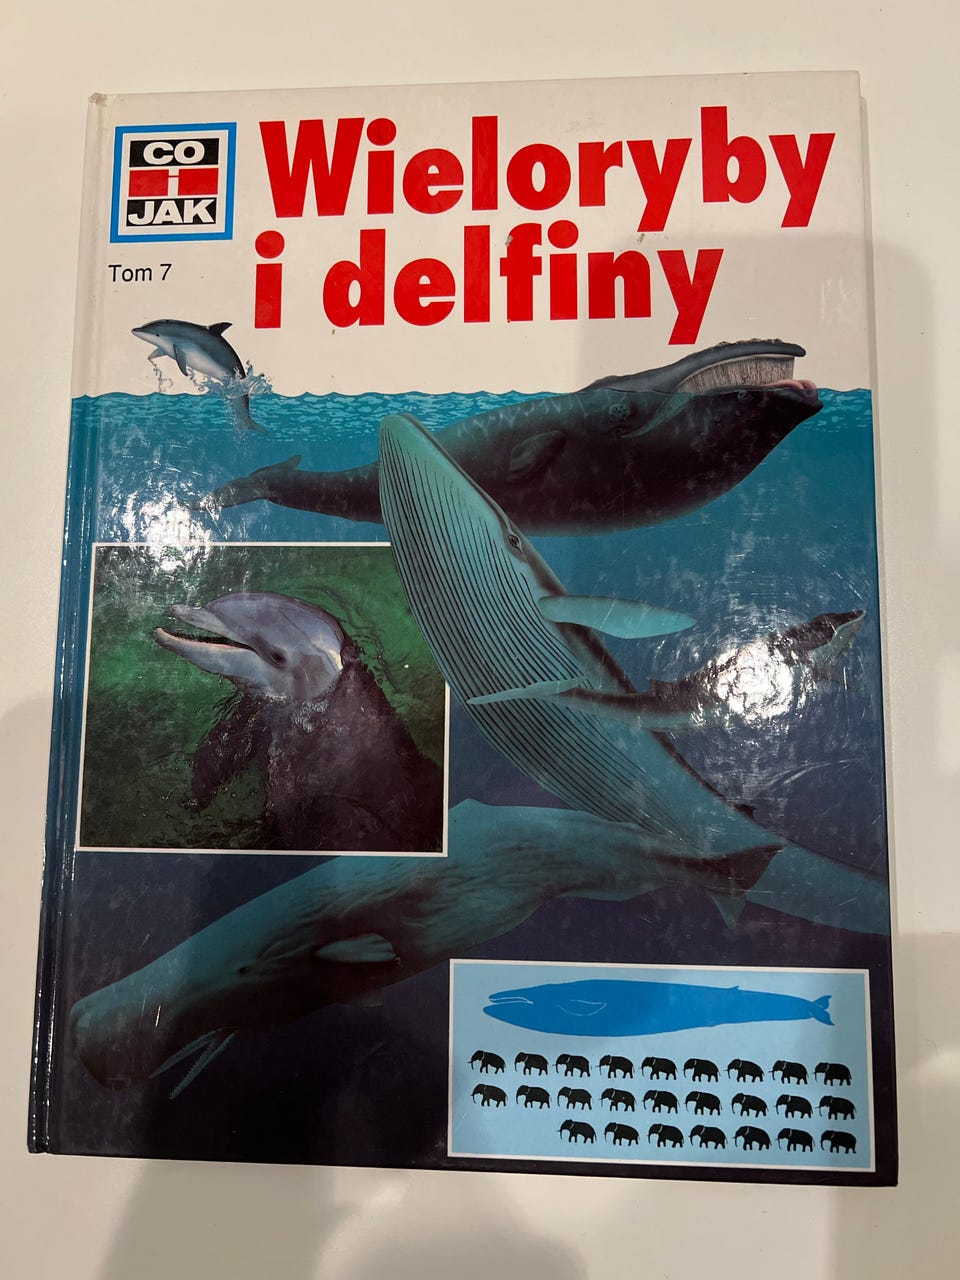 CO
i
JAK
Wieloryby
i delfiny
Tom 7